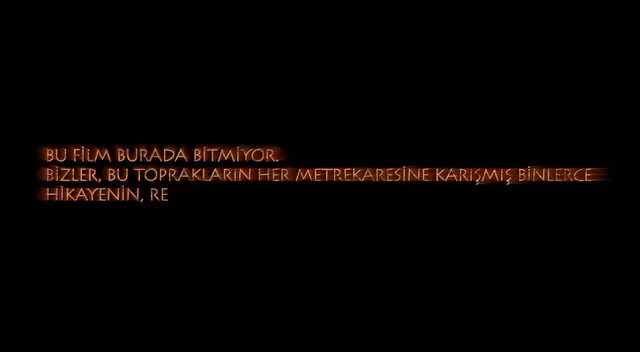 BU FİLM BURADA BİTMİYOR.
BİZLER, BU TOPRAKLARIN HER METREKARESİNE KARIŞMIŞ BİNLERCE
HİKAYENİN, RE